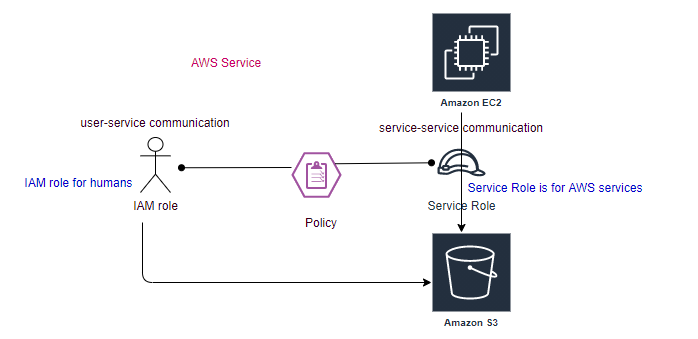 AWS Service
Amazon EC2
user-service communication
service-service communication
IAM role for humans
Service Role is for AWS services
IAM role
Service Role
Policy
Amazon S3